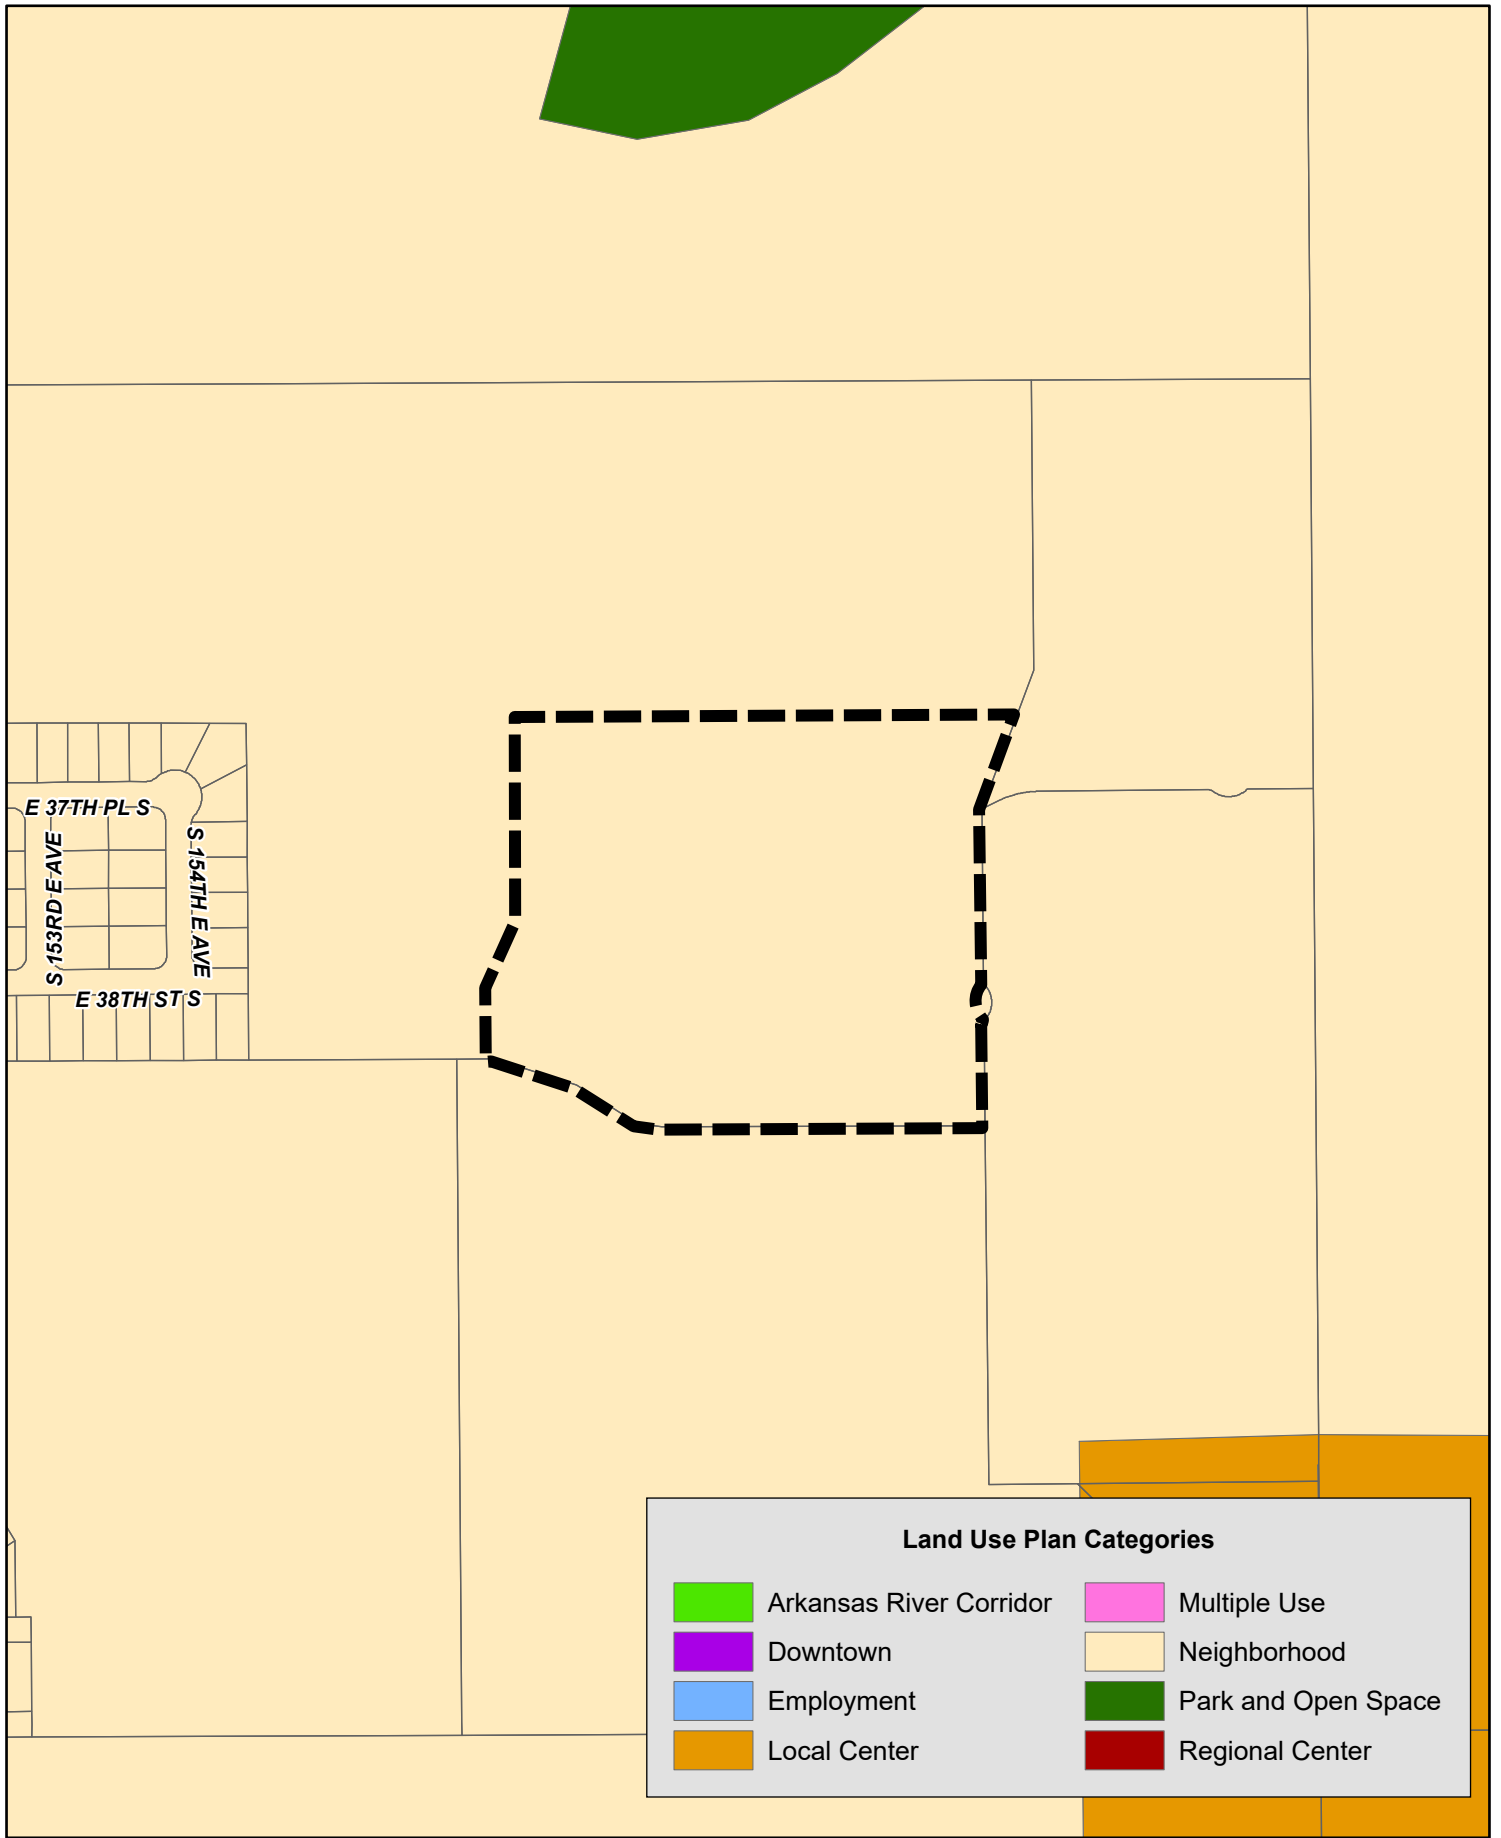 E 37TH PL S
S 153RD E AVE
S 154TH E AVE
E 38TH ST S
Land Use Plan Categories
Arkansas River Corridor
Downtown
Employment
Local Center
Multiple Use
Neighborhood
Park and Open Space
Regional Center